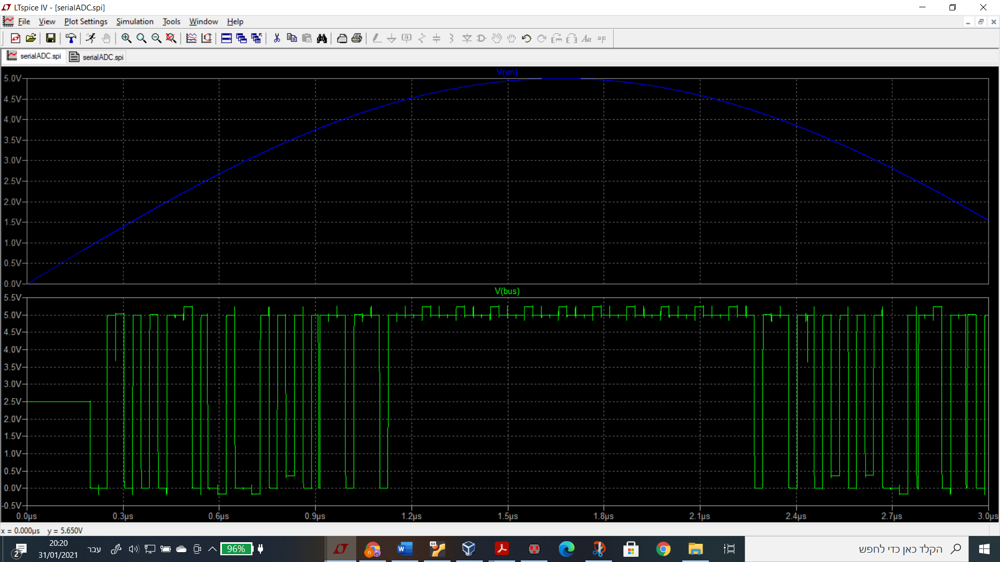 LTspice IV - [serialADC.spi]
File View Plot Settings Simulation Tools Window Help
serialADC.spi serialADC.spi
V(vin)
5.0V
4.5V
4.0V
3.5V
3.0V
2.5V
2.0V
1.5V
1.0V
0.5V
0.0V
V(bus)
5.5V
5.0V
4.5V
4.0V
3.5V
3.0V
2.5V
2.0V
1.5V
1.0V
0.5V
0.0V
-0.5V
0.0µs 0.3µs 0.6µs 0.9µs 1.2µs 1.5µs 1.8µs 2.1µs 2.4µs 2.7µs 3.0µs
x = 0.000µs y = 5.650V
2
20:20
31/01/2021
עבר
96%
הקלד כאן כדי לחפש